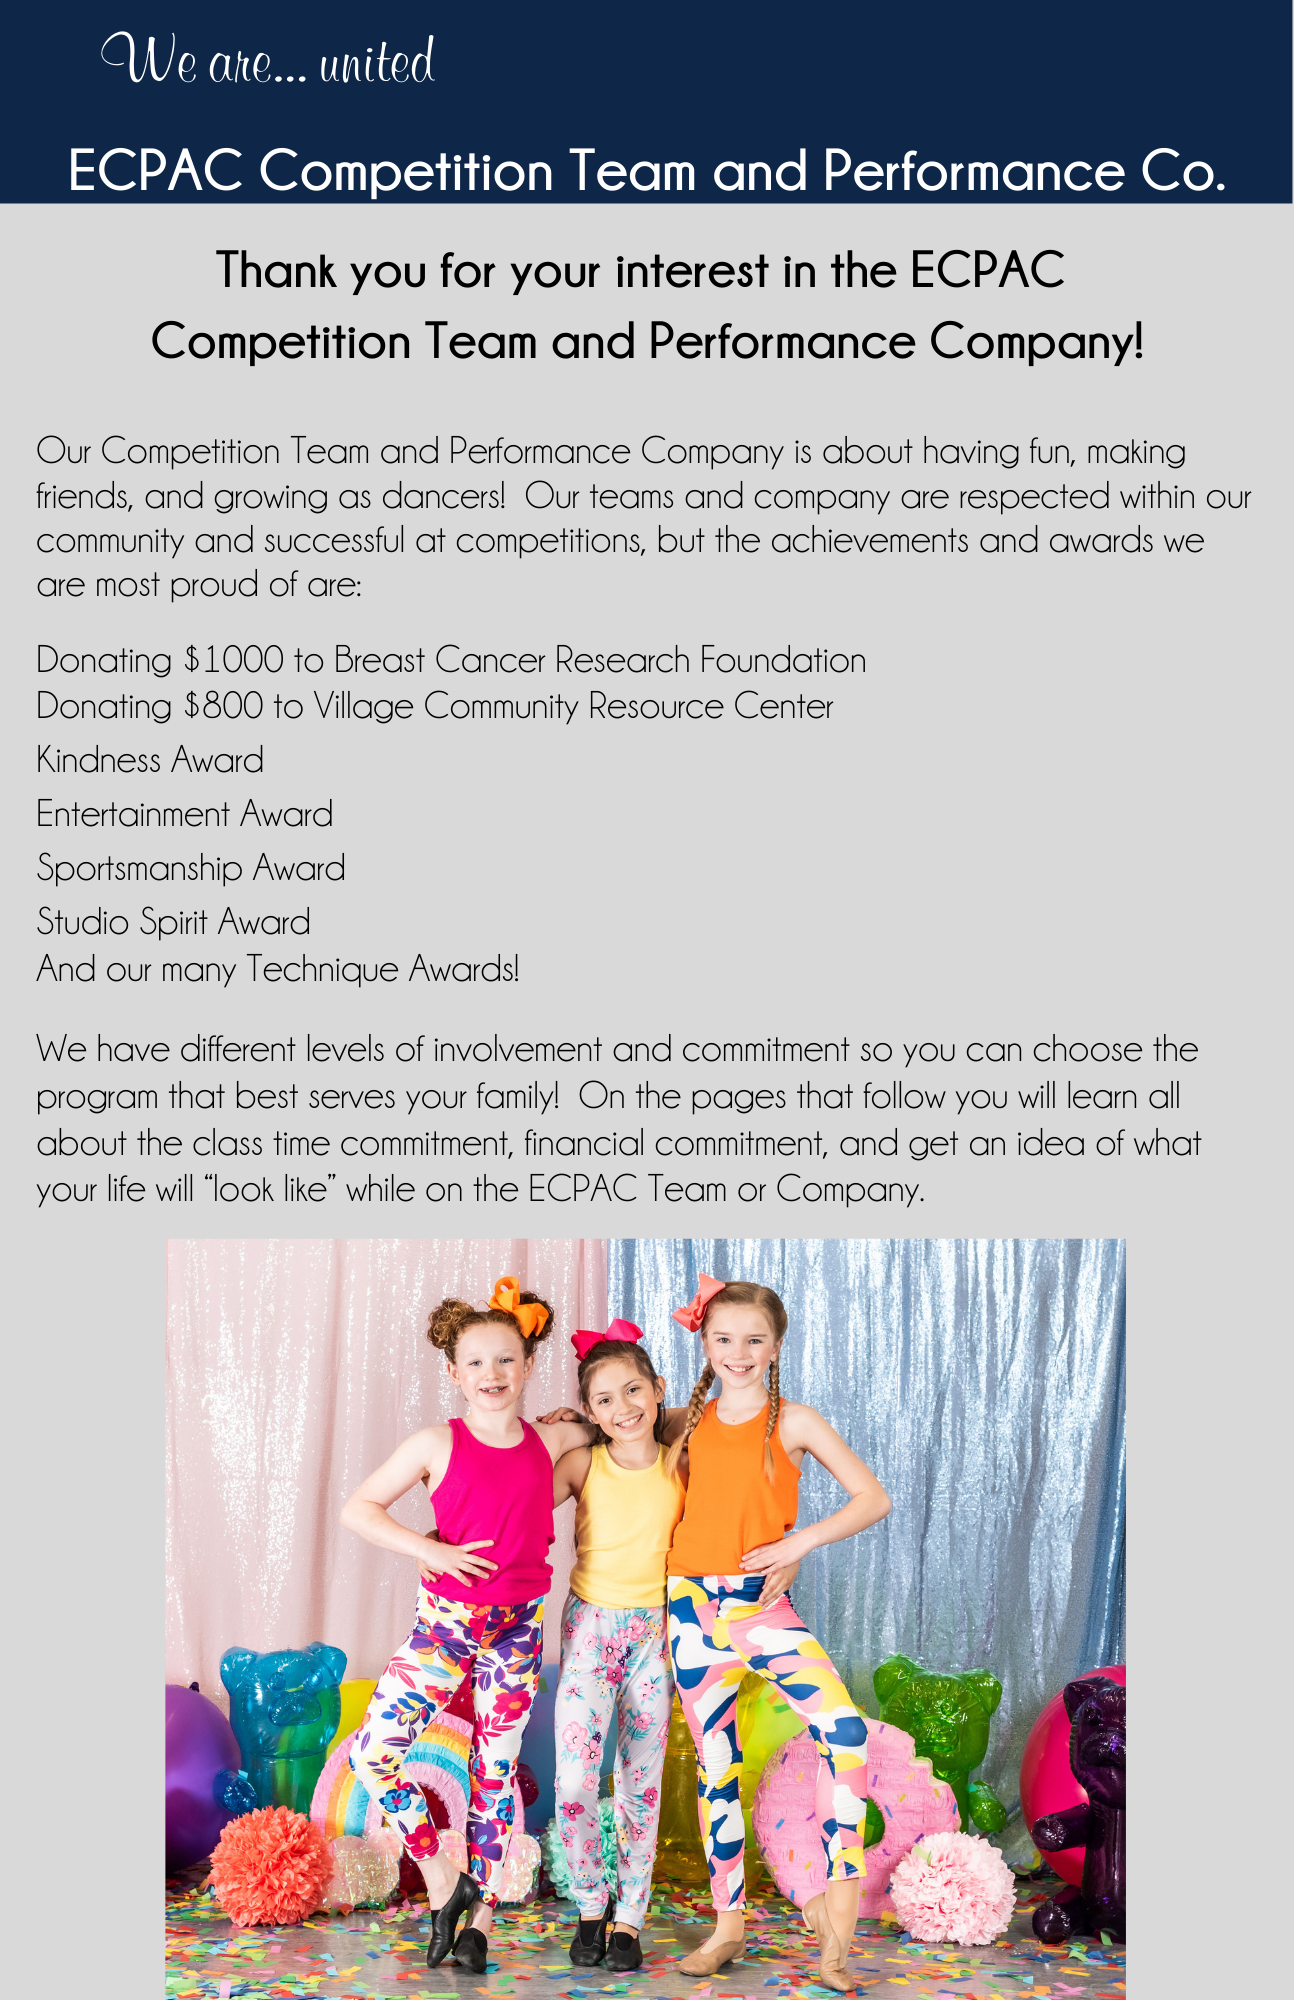 We are... united
ECPAC Competition Team and Performance Co.
Thank you for your interest in the ECPAC
Competition Team and Performance Company!
Our Competition Team and Performance Company is about having fun, making
friends, and growing as dancers!  Our teams and company are respected within our
community and successful at competitions, but the achievements and awards we
are most proud of are:
Donating $1000 to Breast Cancer Research Foundation
Donating $800 to Village Community Resource Center
Kindness Award
Entertainment Award
Sportsmanship Award
Studio Spirit Award
And our many Technique Awards!
We have different levels of involvement and commitment so you can choose the
program that best serves your family!  On the pages that follow you will learn all
about the class time commitment, financial commitment, and get an idea of what
your life will “look like” while on the ECPAC Team or Company.